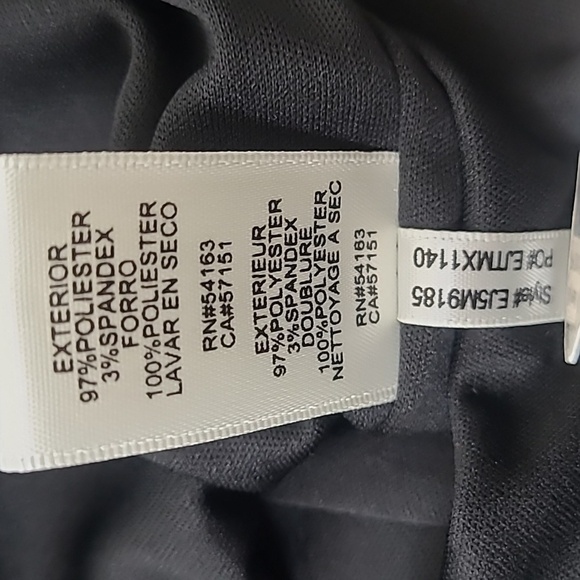 EXTERIOR
97%POLIESTER
3%SPANDEX
FORRO
100%POLIESTER
LAVAR EN SECO
RN#54163
CA#57151
EXTERIEUR
97%POLYESTER
3%SPANDEX
DOUBLURE
100%POLYESTER
NETTOYAGE A SEC
RN#54163
CA#57151
Style# EJ5M9185
PO# EJTMX1140